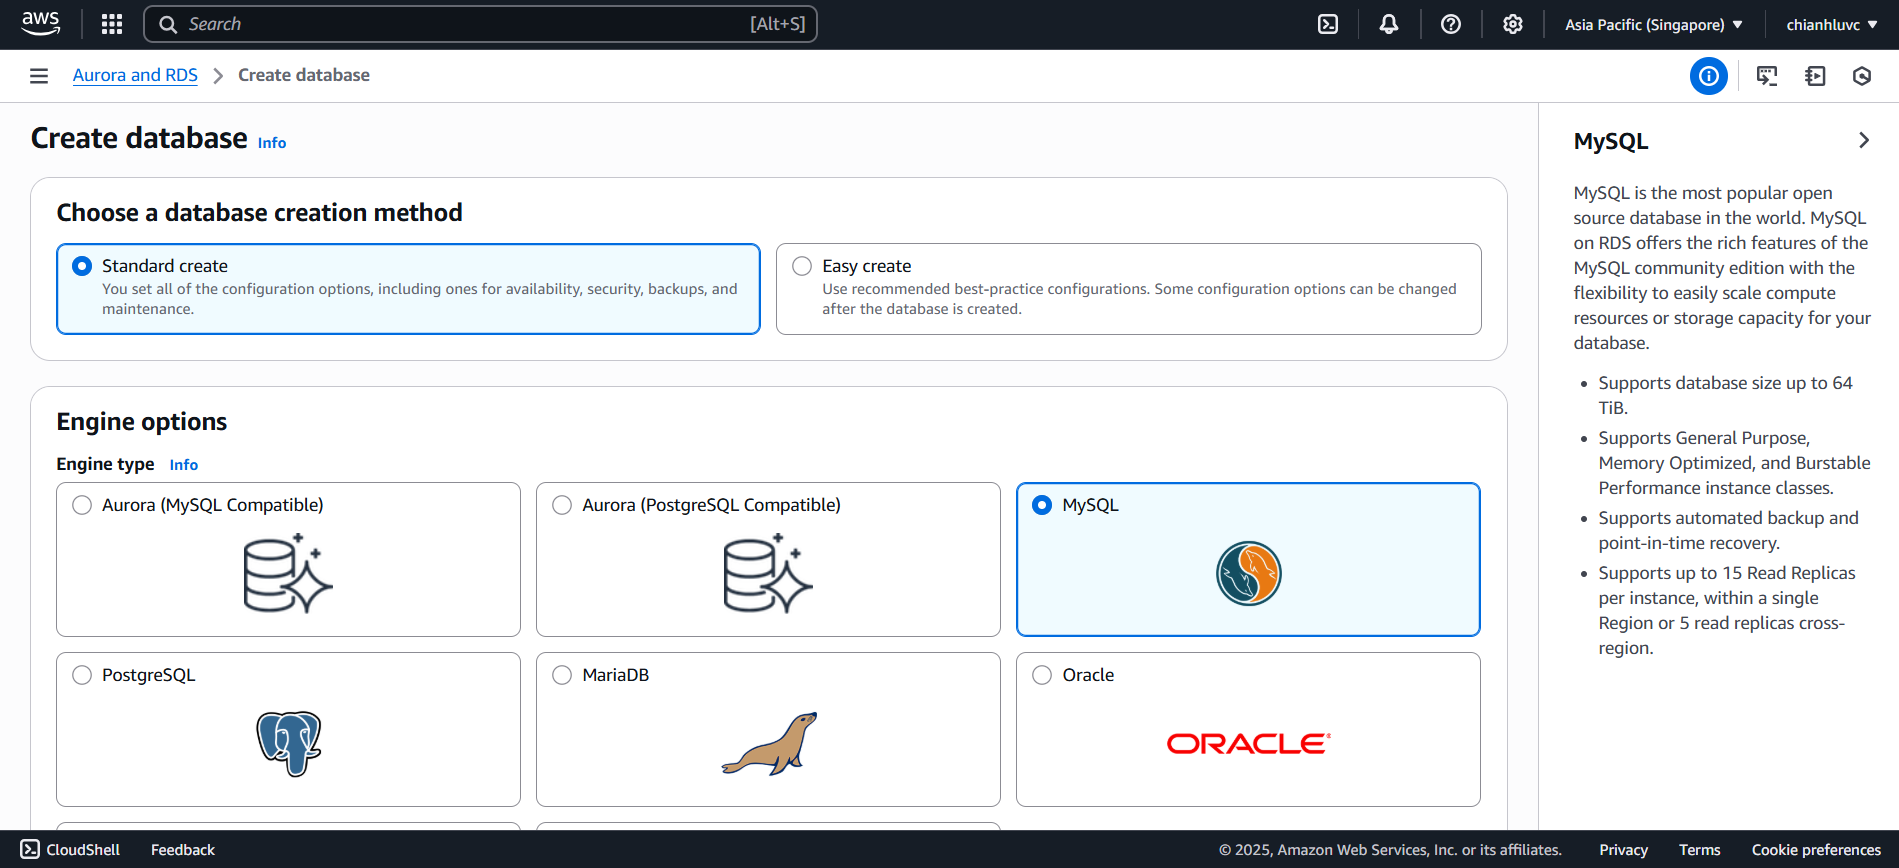 aws
Search
[Alt+S]
Asia Pacific (Singapore)
chianhluvc
Aurora and RDS
Create database
Create database
Info
Choose a database creation method
Standard create
You set all of the configuration options, including ones for availability, security, backups, and
maintenance.
Easy create
Use recommended best-practice configurations. Some configuration options can be changed
after the database is created.
Engine options
Engine type
Info
Aurora (MySQL Compatible)
Aurora (PostgreSQL Compatible)
MySQL
PostgreSQL
MariaDB
Oracle
ORACLE
MySQL
MySQL is the most popular open
source database in the world. MySQL
on RDS offers the rich features of the
MySQL community edition with the
flexibility to easily scale compute
resources or storage capacity for your
database.
• Supports database size up to 64
TiB.
• Supports General Purpose,
Memory Optimized, and Burstable
Performance instance classes.
• Supports automated backup and
point-in-time recovery.
• Supports up to 15 Read Replicas
per instance, within a single
Region or 5 read replicas cross-
region.
CloudShell
Feedback
© 2025, Amazon Web Services, Inc. or its affiliates.
Privacy
Terms
Cookie preferences